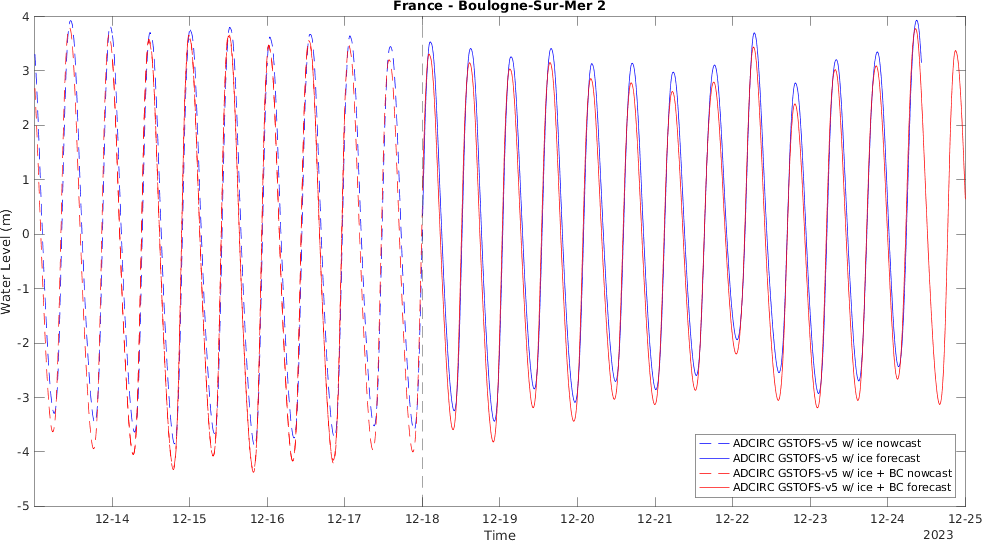 France - Boulogne-Sur-Mer 2
Water Level (m)
4
3
2
1
0
-1
-2
-3
-4
-5
ADCIRC GSTOFS-v5 w/ ice nowcast
ADCIRC GSTOFS-v5 w/ ice forecast
ADCIRC GSTOFS-v5 w/ ice + BC nowcast
ADCIRC GSTOFS-v5 w/ ice + BC forecast
12-14 12-15 12-16 12-17 12-18 12-19 12-20 12-21 12-22 12-23 12-24 12-25
Time
2023